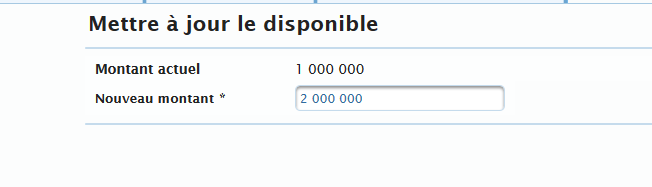 Mettre à jour le disponible
Montant actuel 1 000 000
Nouveau montant * 2 000 000